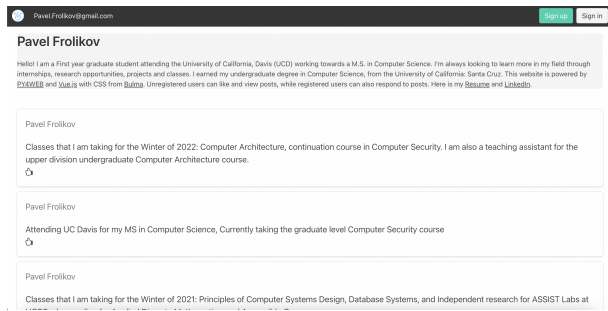 Pavel.Frolikov@gmail.com
Sign up
Sign in
Pavel Frolikov
Hello! I am a First year graduate student attending the University of California, Davis (UCD) working towards a M.S. in Computer Science. I'm always looking to learn more in my field through
internships, research opportunities, projects and classes. I earned my undergraduate degree in Computer Science, from the University of California: Santa Cruz. This website is powered by
PY4WEB and Vue.js with CSS from Bulma. Unregistered users can like and view posts, while registered users can also respond to posts. Here is my Resume and LinkedIn.
Pavel Frolikov
Classes that I am taking for the Winter of 2022: Computer Architecture, continuation course in Computer Security. I am also a teaching assistant for the
upper division undergraduate Computer Architecture course.
Pavel Frolikov
Attending UC Davis for my MS in Computer Science, Currently taking the graduate level Computer Security course
Pavel Frolikov
Classes that I am taking for the Winter of 2021: Principles of Computer Systems Design, Database Systems, and Independent research for ASSIST Labs at